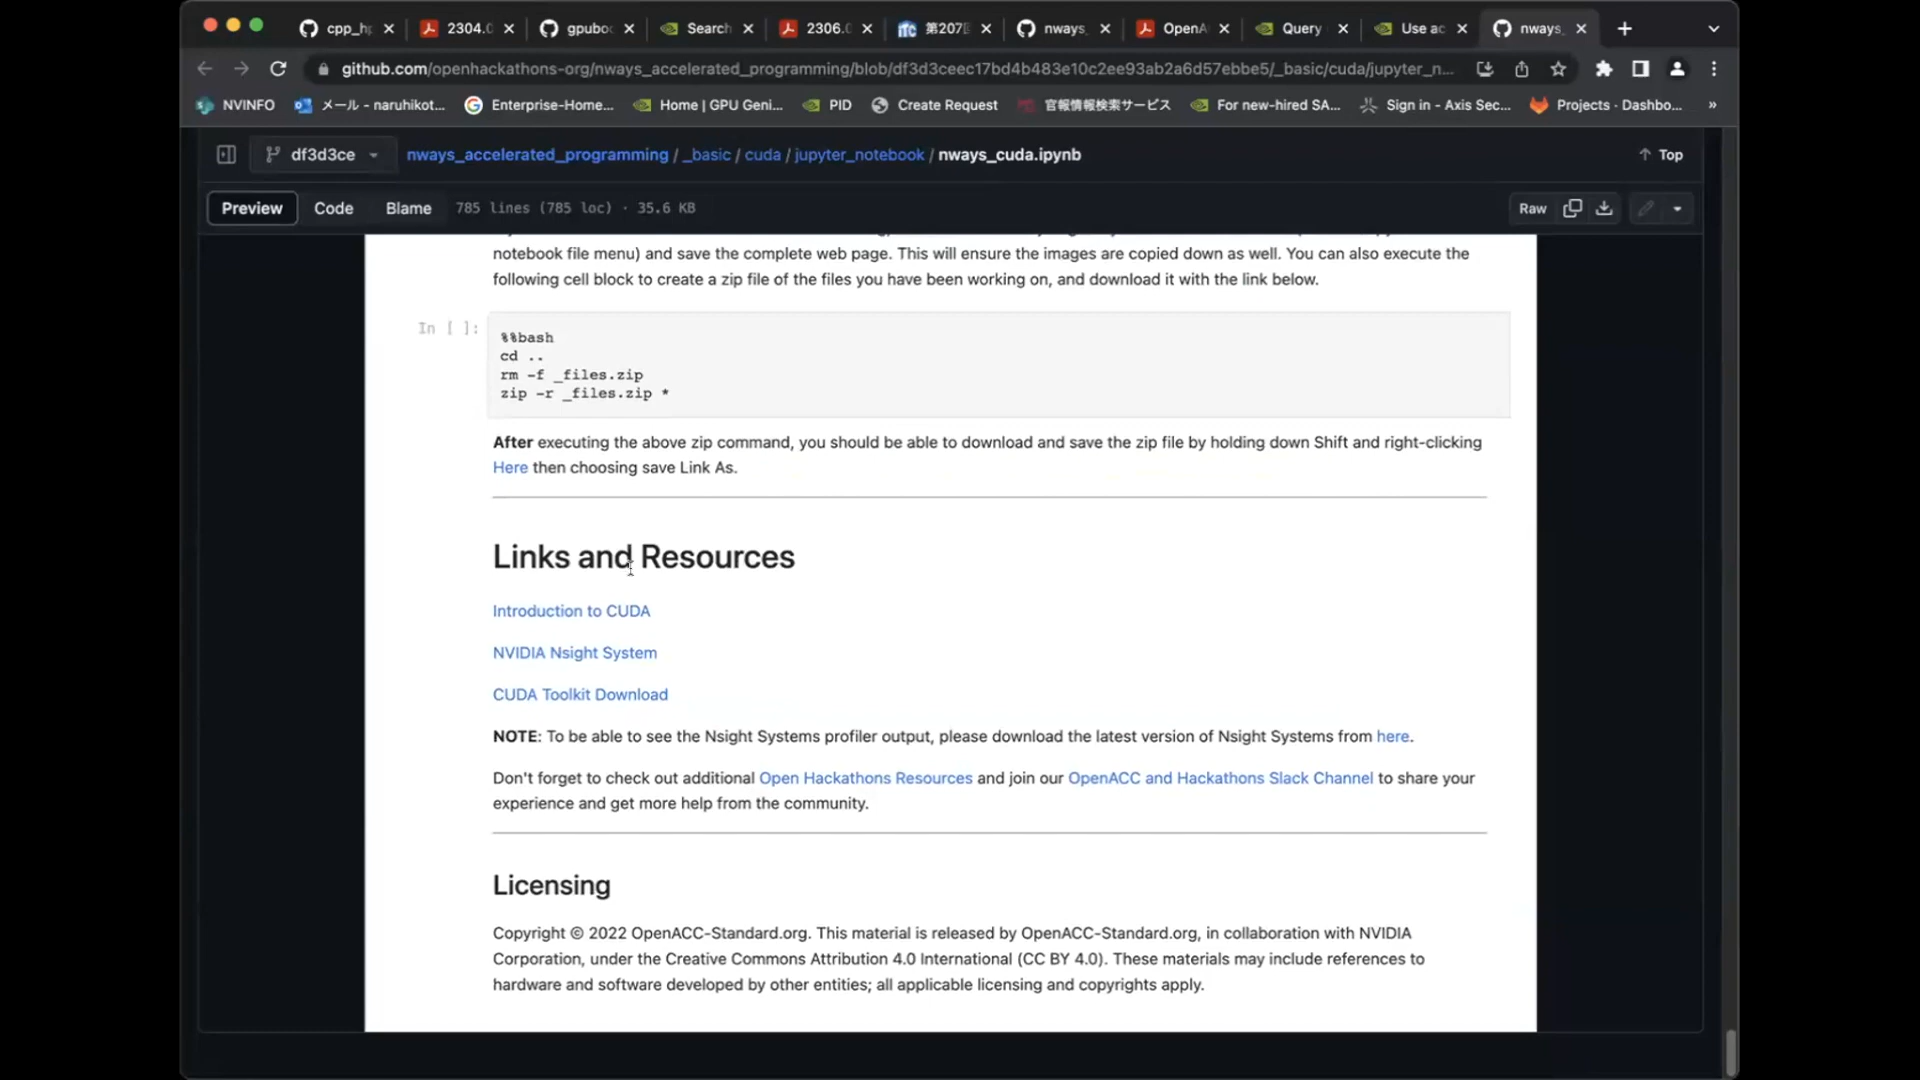 cpp_h
2304.
gpubo
Search
2306.
第207
nways_
OpenA
Query
Use ac
nways_
github.com/openhackathons-org/nways_accelerated_programming/blob/df3d3ceec17bd4b483e10c2ee93ab2a6d57ebbe5/_basic/cuda/jupyter_n...
NVINFO
メール - naruhikot...
Enterprise-Home...
Home | GPU Geni...
PID
Create Request
官報情報検索サービス
For new-hired SA...
Sign in - Axis Sec...
Projects · Dashbo...
»
df3d3ce
nways_accelerated_programming / _basic / cuda / jupyter_notebook / nways_cuda.ipynb
Top
Preview
Code
Blame
785 lines (785 loc) · 35.6 KB
Raw
notebook file menu) and save the complete web page. This will ensure the images are copied down as well. You can also execute the
following cell block to create a zip file of the files you have been working on, and download it with the link below.
In [ ]:
%%bash
cd ..
rm -f _files.zip
zip -r _files.zip *
After executing the above zip command, you should be able to download and save the zip file by holding down Shift and right-clicking
Here then choosing save Link As.
Links and Resources
Introduction to CUDA
NVIDIA Nsight System
CUDA Toolkit Download
NOTE: To be able to see the Nsight Systems profiler output, please download the latest version of Nsight Systems from here.
Don't forget to check out additional Open Hackathons Resources and join our OpenACC and Hackathons Slack Channel to share your
experience and get more help from the community.
Licensing
Copyright © 2022 OpenACC-Standard.org. This material is released by OpenACC-Standard.org, in collaboration with NVIDIA
Corporation, under the Creative Commons Attribution 4.0 International (CC BY 4.0). These materials may include references to
hardware and software developed by other entities; all applicable licensing and copyrights apply.